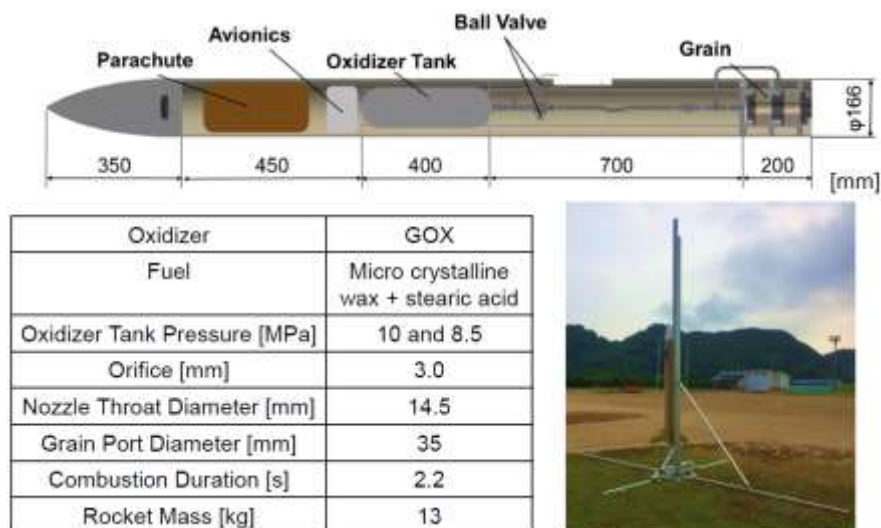 Ball Valve
Avionics
Grain
Parachute
Oxidizer Tank
φ166
350
450
400
700
200
[mm]
Oxidizer GOX
Fuel Micro crystalline
wax + stearic acid
Oxidizer Tank Pressure [MPa] 10 and 8.5
Orifice [mm] 3.0
Nozzle Throat Diameter [mm] 14.5
Grain Port Diameter [mm] 35
Combustion Duration [s] 2.2
Rocket Mass [kg] 13